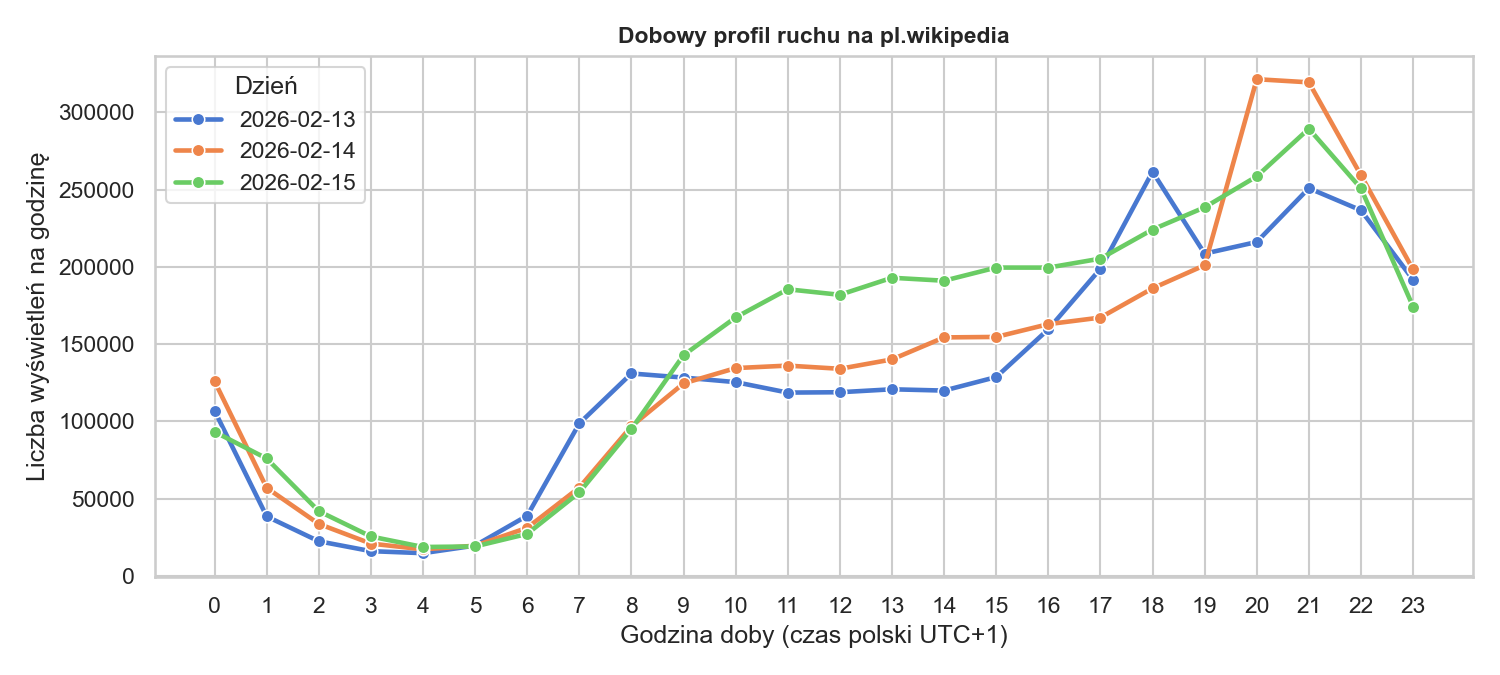 Dobowy profil ruchu na pl.wikipedia
Dzień
2026-02-13
2026-02-14
2026-02-15
Liczba wyświetleń na godzinę
300000
250000
200000
150000
100000
50000
0
0 1 2 3 4 5 6 7 8 9 10 11 12 13 14 15 16 17 18 19 20 21 22 23
Godzina doby (czas polski UTC+1)